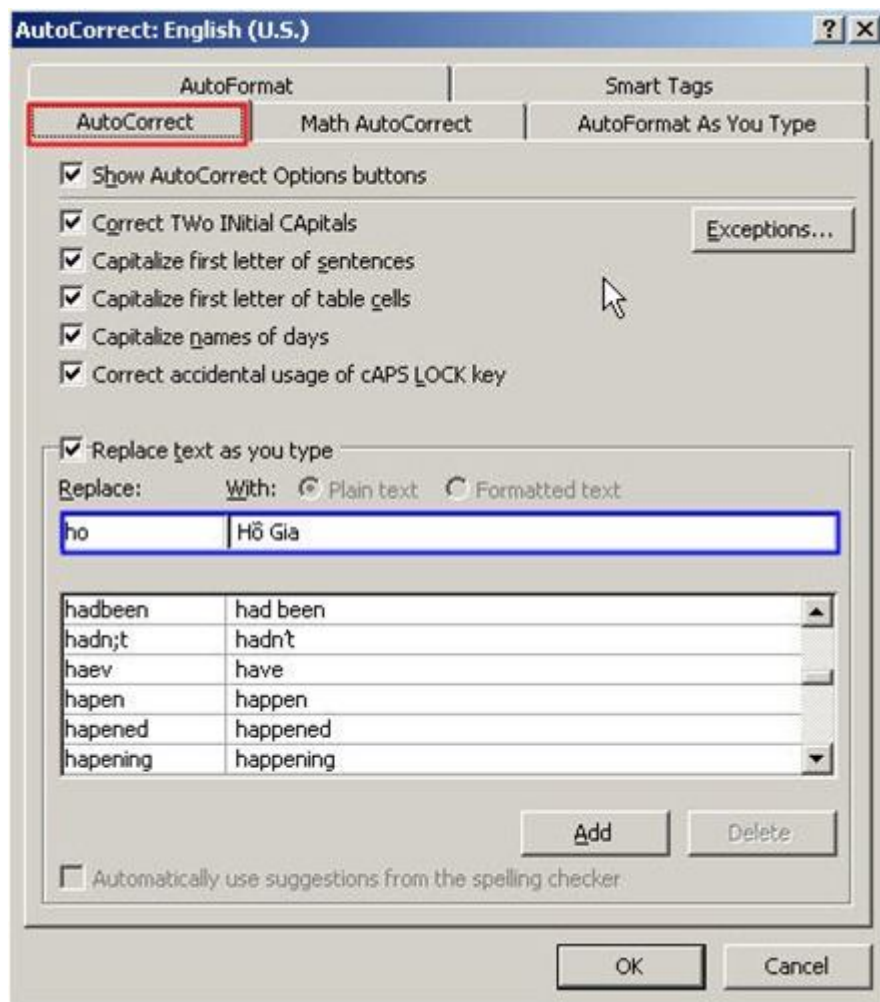 AutoCorrect: English (U.S.)
AutoFormat Smart Tags
AutoCorrect Math AutoCorrect AutoFormat As You Type
Show AutoCorrect Options buttons
Correct TWo INitial CApitals
Exceptions...
Capitalize first letter of sentences
Capitalize first letter of table cells
Capitalize names of days
Correct accidental usage of cAPS LOCK key
Replace text as you type
Replace: With: Plain text Formatted text
ho Hồ Gia
hadbeen had been
hadn;t hadn't
haev have
hapen happen
hapened happened
hapening happening
Add Delete
Automatically use suggestions from the spelling checker
OK Cancel